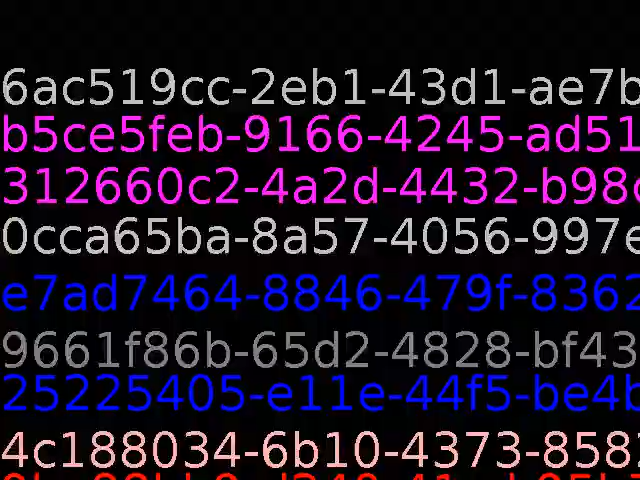 6ac519cc-2eb1-43d1-ae7b
b5ce5feb-9166-4245-ad51
312660c2-4a2d-4432-b98
0cca65ba-8a57-4056-997e
e7ad7464-8846-479f-8362
9661f86b-65d2-4828-bf43
25225405-e11e-44f5-be4b
4c188034-6b10-4373-858